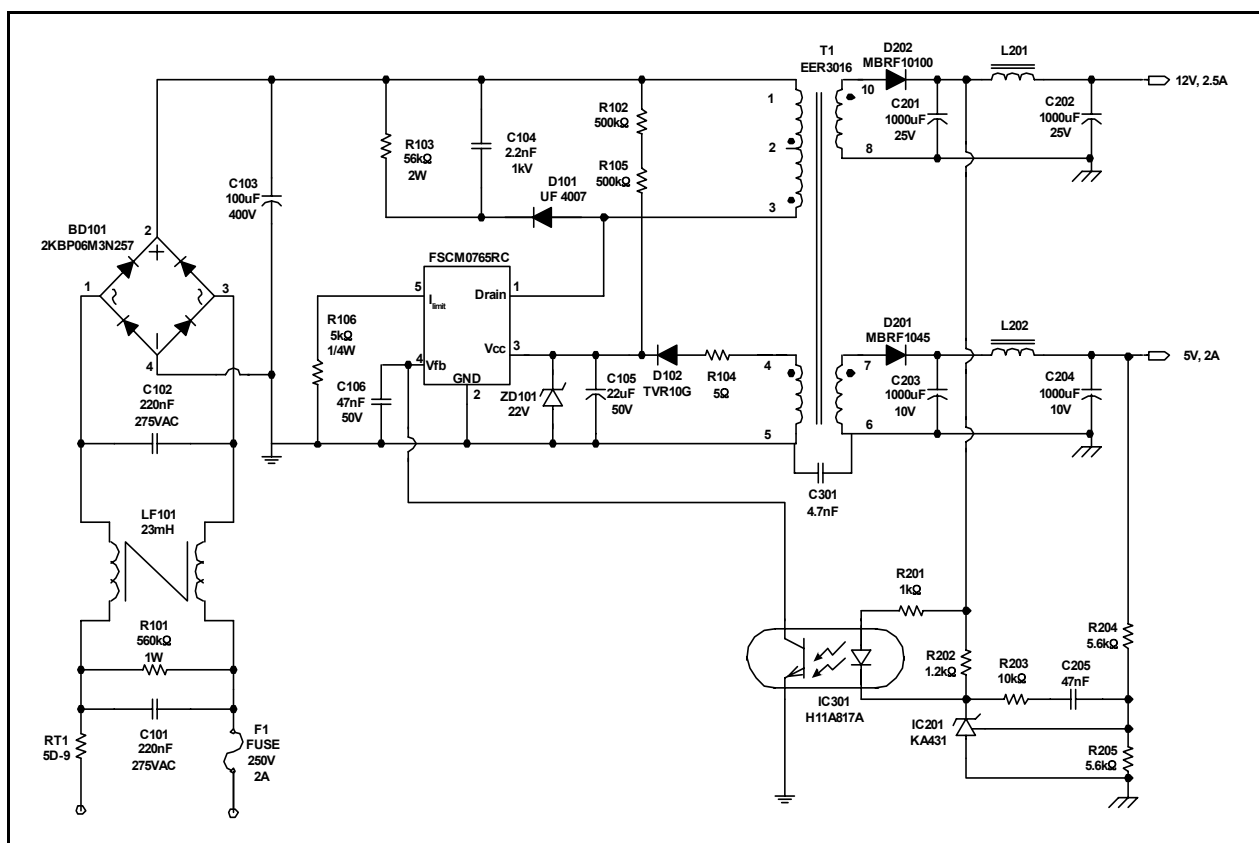 T1
EER3016
D202
MBRF10100
L201
12V, 2.5A
1
10
R102
500kΩ
C201
1000uF
25V
C202
1000uF
25V
R103
56kΩ
2W
C104
2.2nF
1kV
2
8
R105
500kΩ
C103
100uF
400V
D101
UF 4007
3
BD101
2KBP06M3N257
2
1
3
4
FSCM0765RC
5
Ilimit
Drain
1
R106
5kΩ
1/4W
4
Vfb
Vcc
3
GND
2
C106
47nF
50V
ZD101
22V
C105
22uF
50V
D102
TVR10G
R104
5Ω
4
5
7
6
D201
MBRF1045
L202
5V, 2A
C203
1000uF
10V
C204
1000uF
10V
C102
220nF
275VAC
C301
4.7nF
LF101
23mH
R101
560kΩ
1W
C101
220nF
275VAC
RT1
5D-9
F1
FUSE
250V
2A
R201
1kΩ
R202
1.2kΩ
R203
10kΩ
C205
47nF
R204
5.6kΩ
IC301
H11A817A
IC201
KA431
R205
5.6kΩ